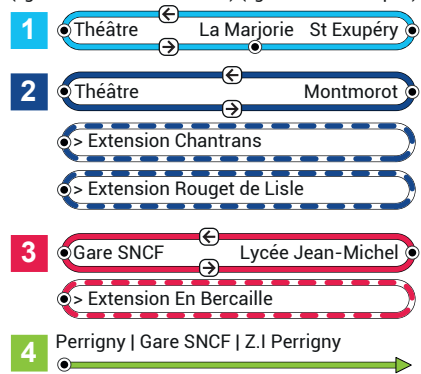 1 Théâtre La Marjorie St Exupéry
2 Théâtre Montmorot
> Extension Chantrans
> Extension Rouget de Lisle
3 Gare SNCF Lycée Jean-Michel
> Extension En Bercaille
4 Perrigny | Gare SNCF | Z.I Perrigny